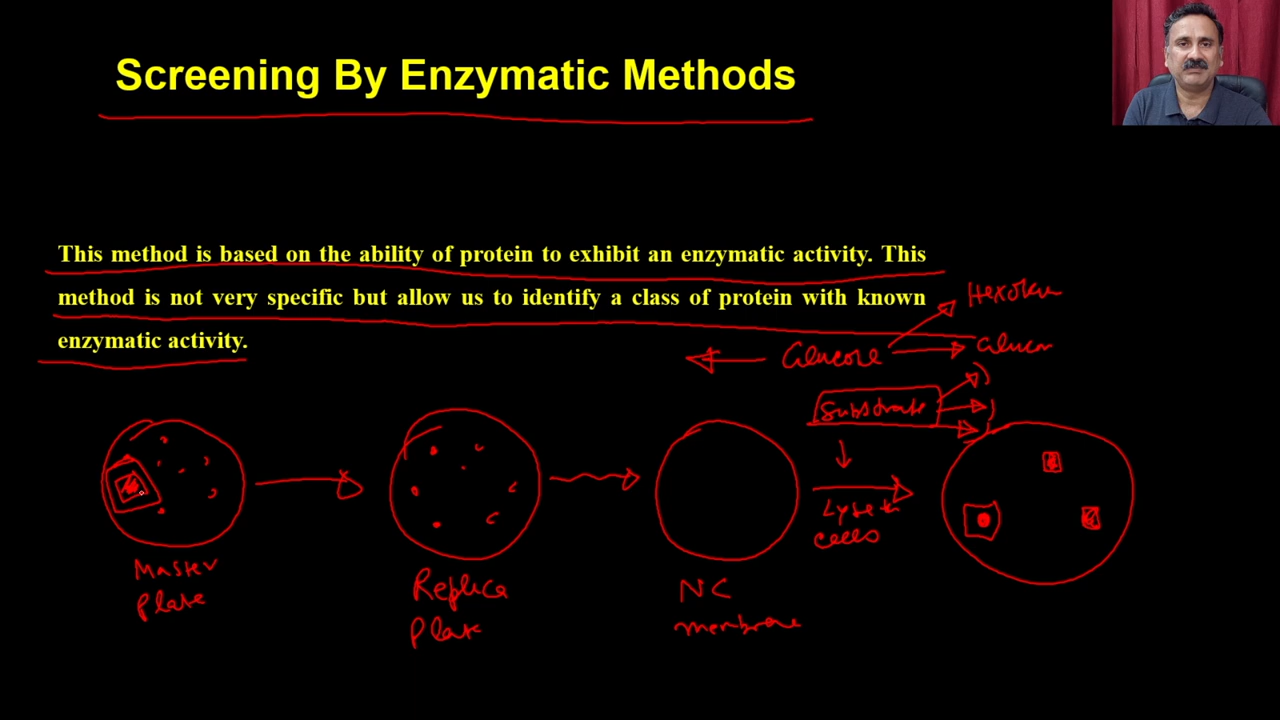 Screening By Enzymatic Methods
This method is based on the ability of protein to exhibit an enzymatic activity. This
method is not very specific but allow us to identify a class of protein with known
enzymatic activity.
Glucose
Substrate
Lyse
cells
Master
Plate
Replica
Plate
NC
membrane